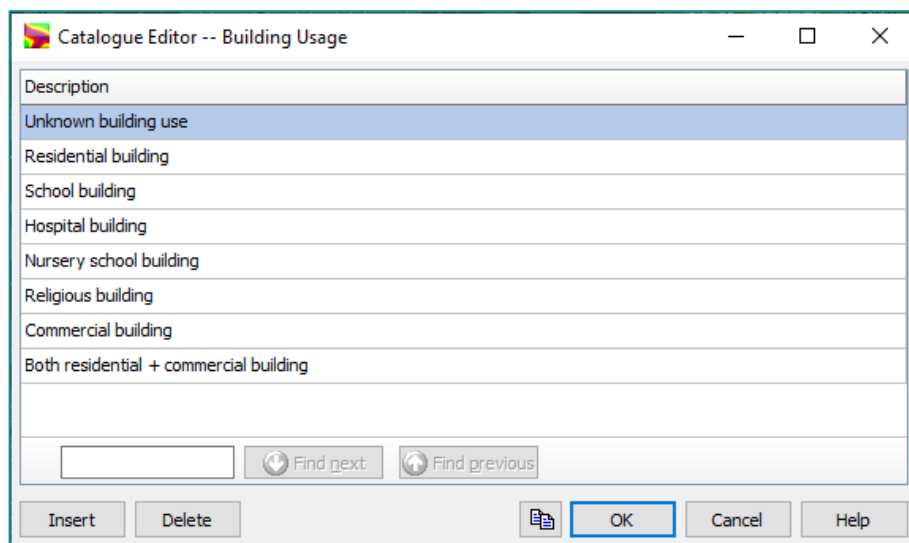 Catalogue Editor -- Building Usage
Description
Unknown building use
Residential building
School building
Hospital building
Nursery school building
Religious building
Commercial building
Both residential + commercial building
Find next Find previous
Insert Delete OK Cancel Help